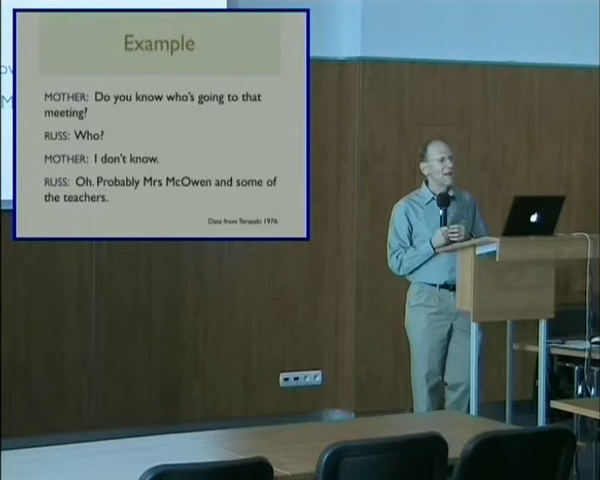 Example
MOTHER: Do you know who's going to that
meeting?
RUSS: Who?
MOTHER: I don't know.
RUSS: Oh. Probably Mrs McOwen and some of
the teachers.
Data from Terasaki 1976